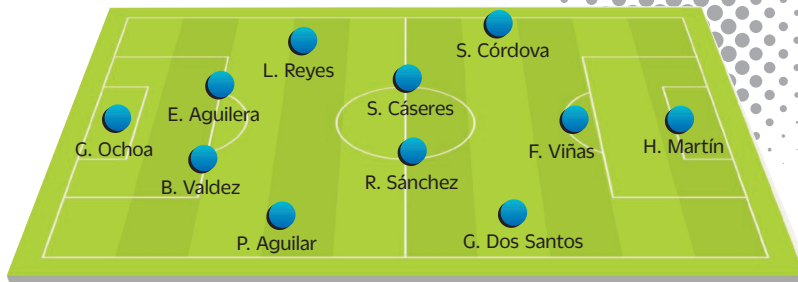 G. Ochoa
E. Aguilera
B. Valdez
L. Reyes
P. Aguilar
S. Cáseres
R. Sánchez
S. Córdova
G. Dos Santos
F. Viñas
H. Martín